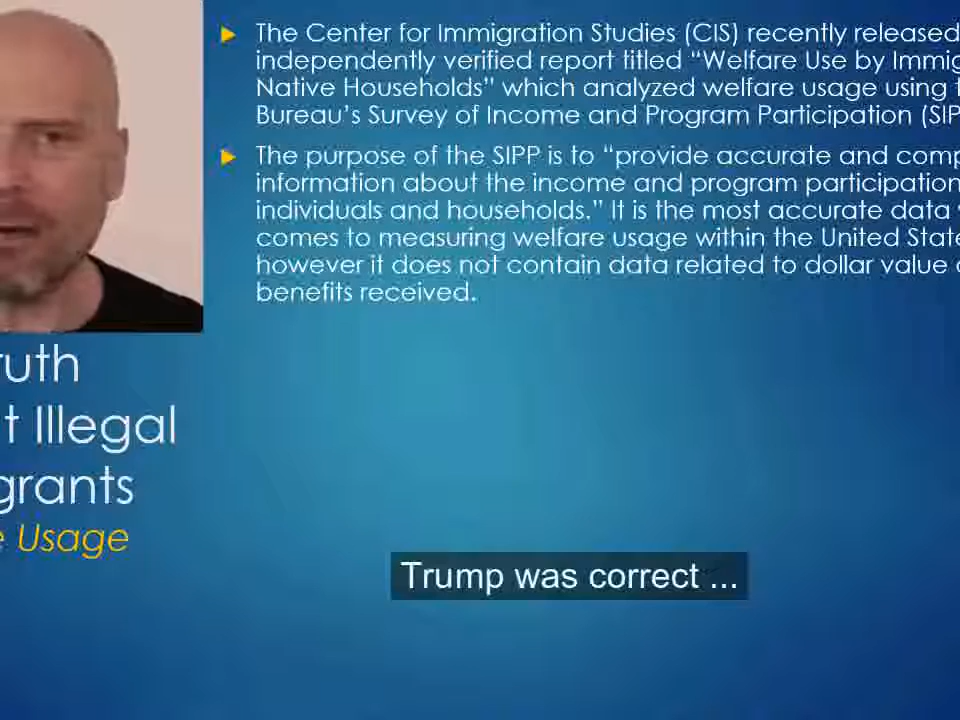 The Center for Immigration Studies (CIS) recently released
independently verified report titled “Welfare Use by Immig
Native Households” which analyzed welfare usage using t
Bureau’s Survey of Income and Program Participation (SIP
The purpose of the SIPP is to “provide accurate and comp
information about the income and program participation
individuals and households.” It is the most accurate data
comes to measuring welfare usage within the United State
however it does not contain data related to dollar value
benefits received.
ruth
t Illegal
grants
e Usage
Trump was correct ...